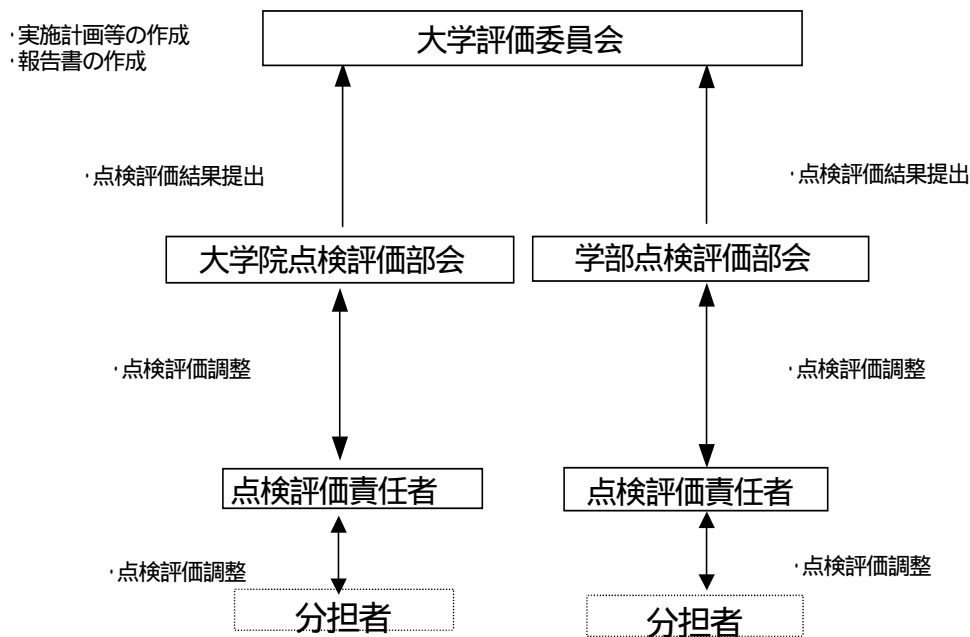 ・実施計画等の作成
・報告書の作成
大学評価委員会
・点検評価結果提出
・点検評価結果提出
大学院点検評価部会
学部点検評価部会
・点検評価調整
・点検評価調整
点検評価責任者
点検評価責任者
・点検評価調整
・点検評価調整
分担者
分担者